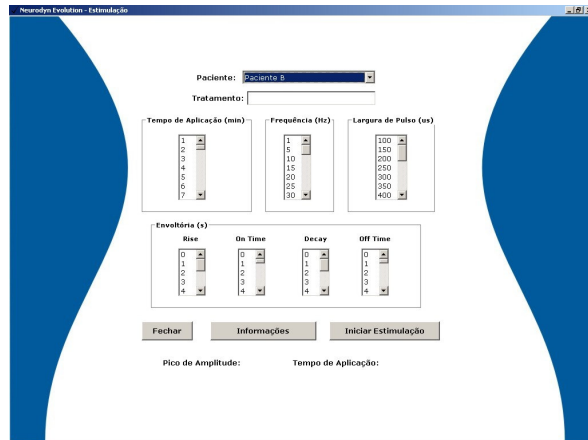 Neurodyn Evolution - Estimulação
Paciente: Paciente B
Tratamento:
Tempo de Aplicação (min) Frequência (Hz) Largura de Pulso (us)
1 1 100
2 5 150
3 10 200
4 15 250
5 20 300
6 25 350
7 30 400
Envoltória (s)
Rise On Time Decay Off Time
0 0 0 0
1 1 1 1
2 2 2 2
3 3 3 3
4 4 4 4
Fechar Informações Iniciar Estimulação
Pico de Amplitude: Tempo de Aplicação: